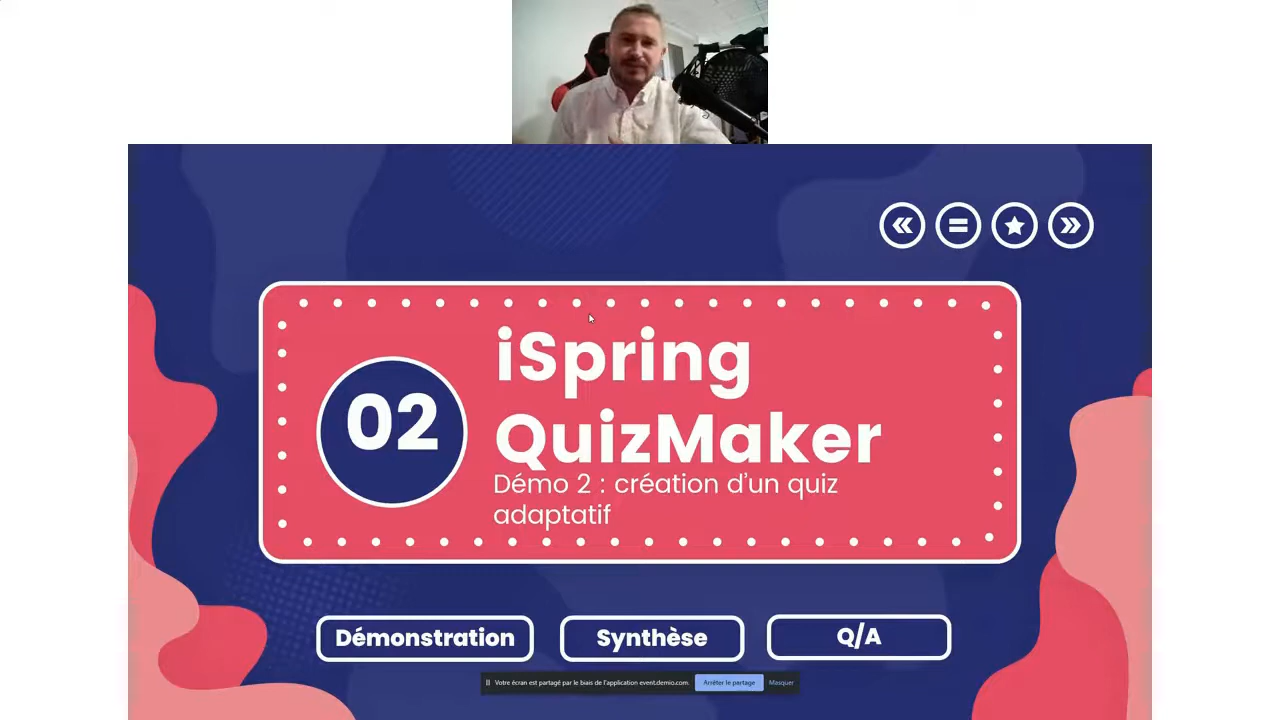 iSpring
02
QuizMaker
Démo 2 : création d'un quiz
adaptatif
Démonstration
Synthèse
Q/A
Votre écran est partagé par le biais de l'application event.demio.com.
Arrêter le partage
Masquer